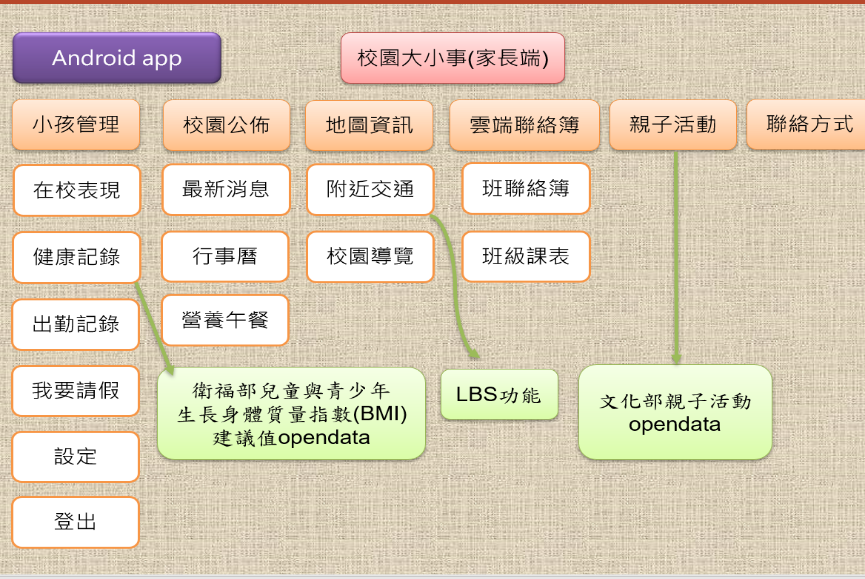 Android app
校園大小事(家長端)
小孩管理
校園公佈
地圖資訊
雲端聯絡簿
親子活動
聯絡方式
在校表現
最新消息
附近交通
班聯絡簿
健康記錄
行事曆
校園導覽
班級課表
出勤記錄
營養午餐
我要請假
設定
登出
衛福部兒童與青少年
生長身體質量指數(BMI)
建議值opendata
LBS功能
文化部親子活動
opendata